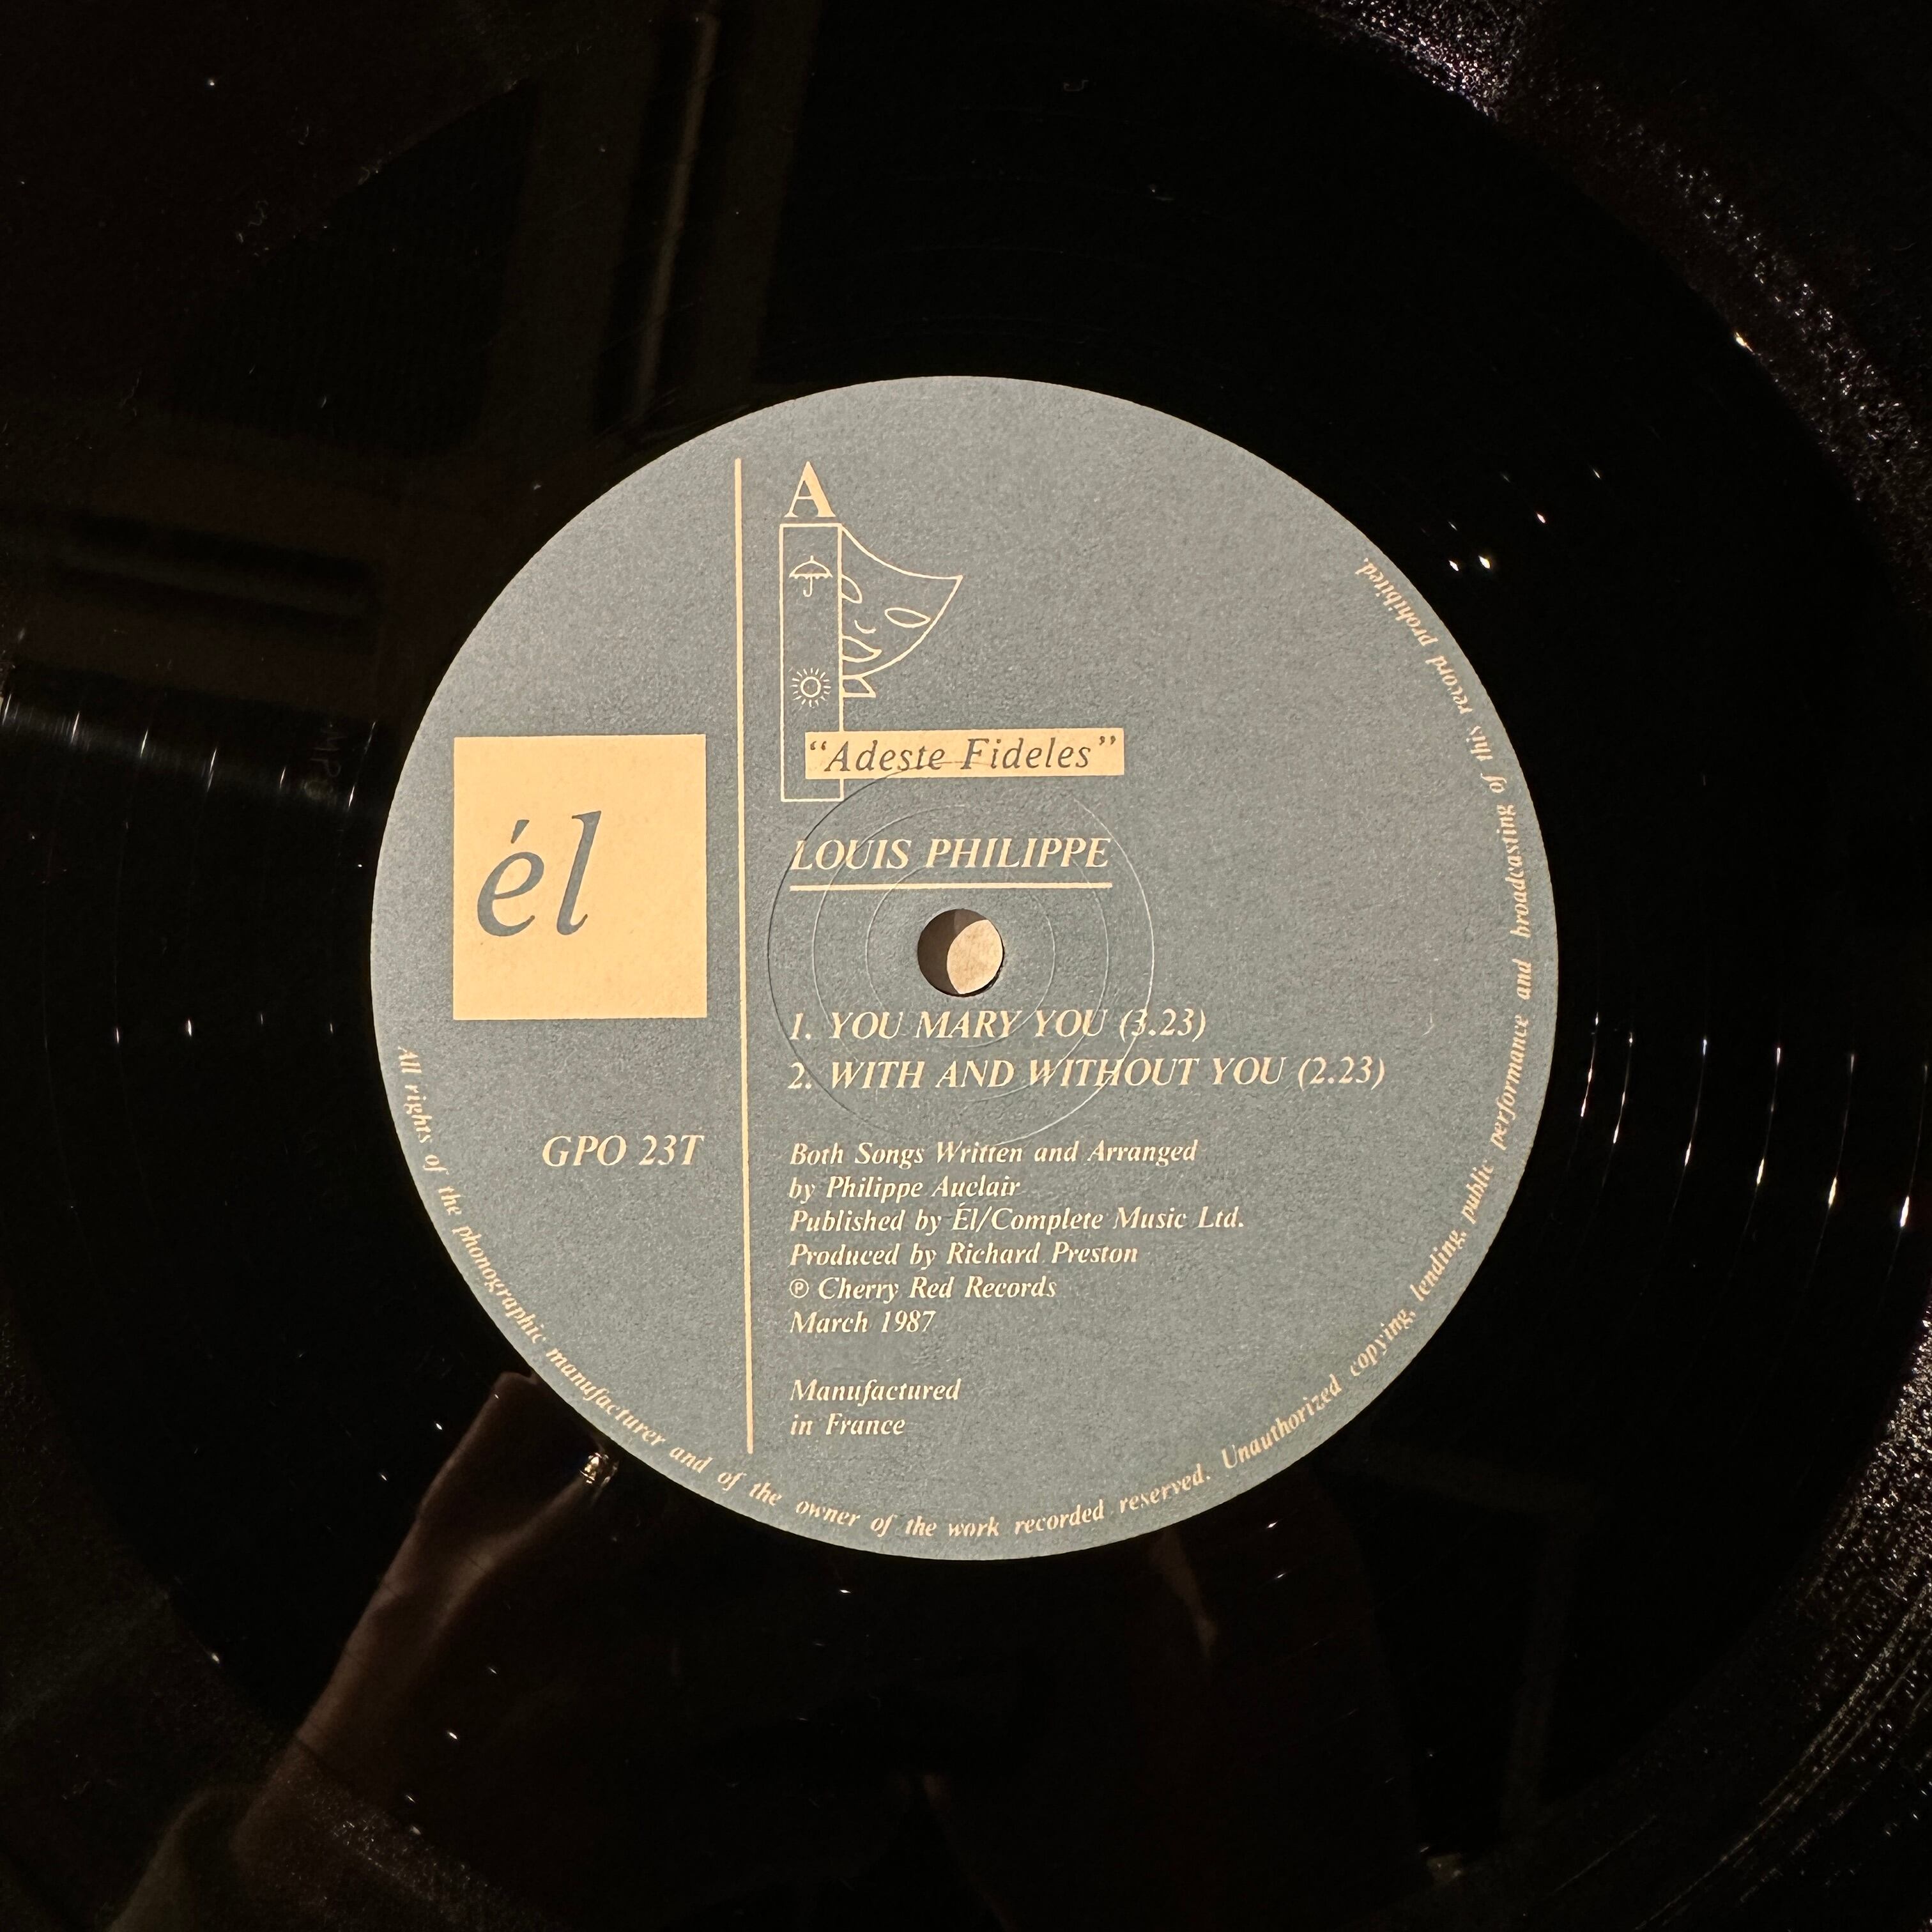 A
"Adeste Fideles"
él
LOUIS PHILIPPE
1. YOU MARY YOU (3.23)
2. WITH AND WITHOUT YOU (2.23)
GPO 23T
Both Songs Written and Arranged
by Philippe Auclair
Published by Él/Complete Music Ltd.
Produced by Richard Preston
℗ Cherry Red Records
March 1987
Manufactured
in France
All rights of the phonographic manufacturer and of the owner of the work recorded reserved. Unauthorized copying, lending, public performance and broadcasting of this record prohibited.